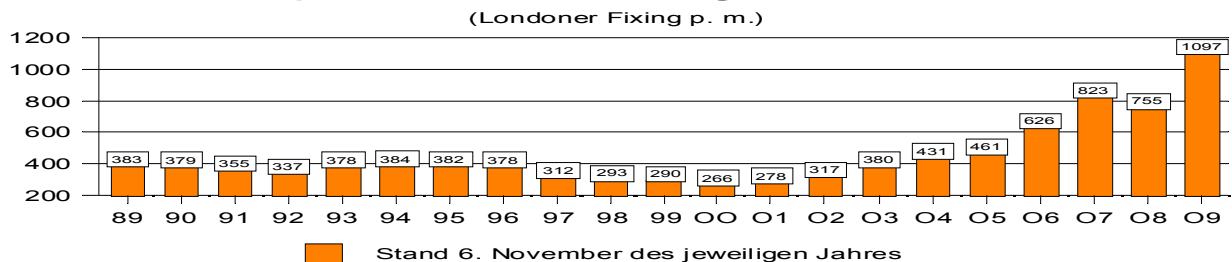 (Londoner Fixing p. m.)
1200
1000
800
600
400
200
383 379 355 337 378 384 382 378 312 293 290 266 278 317 380 431 461 626 823 755 1097
89 90 91 92 93 94 95 96 97 98 99 OO O1 O2 O3 O4 O5 O6 O7 O8 O9
Stand 6. November des jeweiligen Jahres